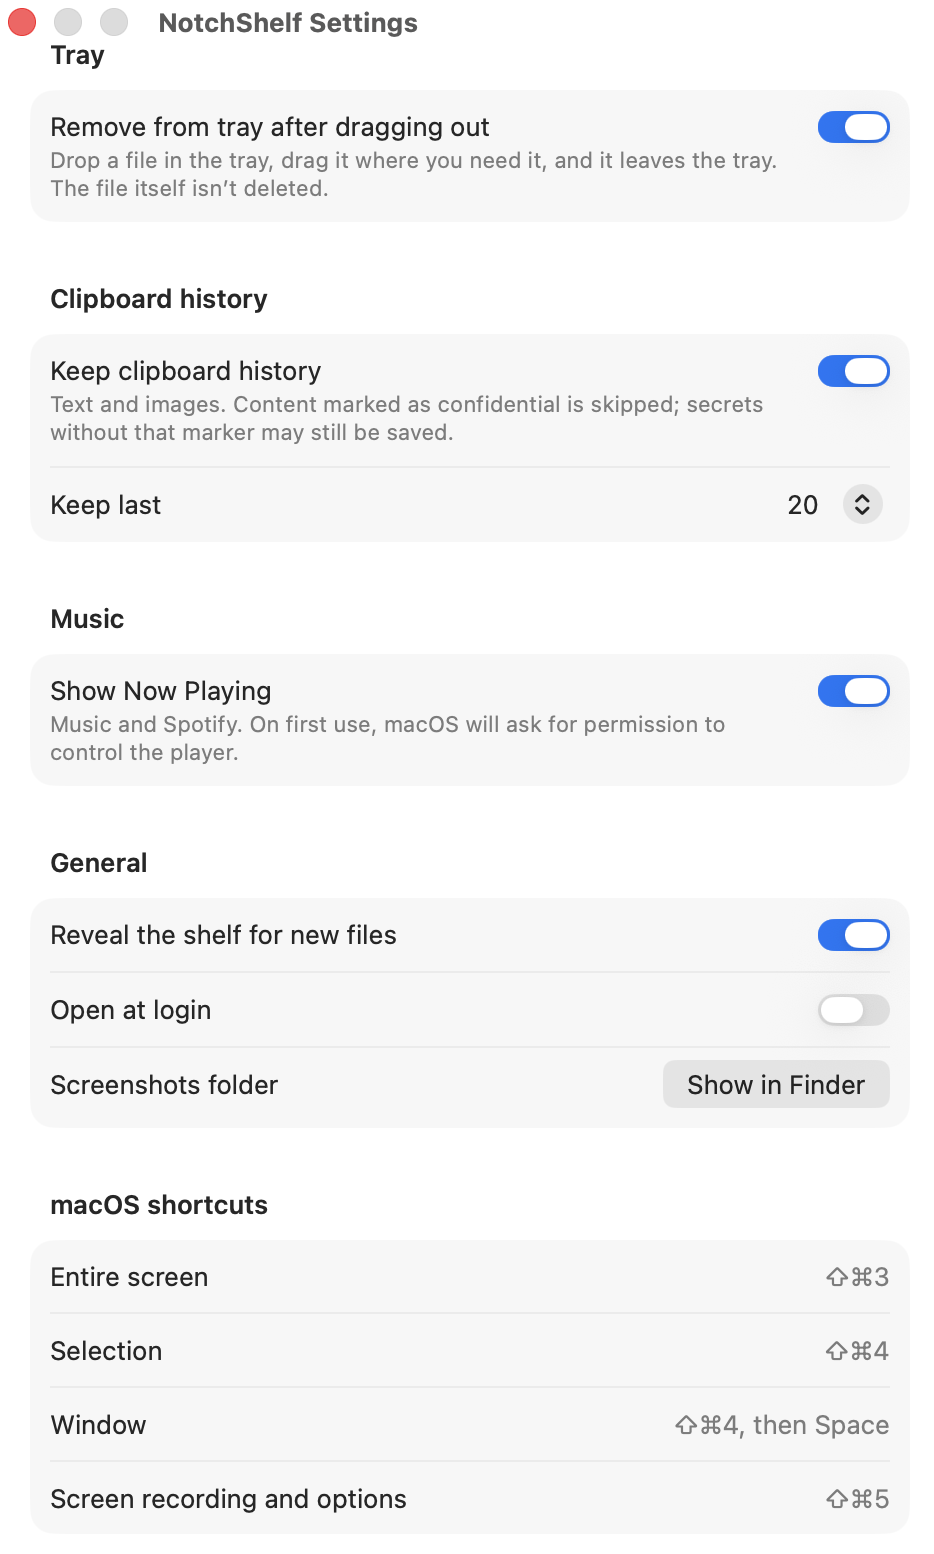 NotchShelf Settings
Tray
Remove from tray after dragging out
Drop a file in the tray, drag it where you need it, and it leaves the tray.
The file itself isn’t deleted.
Clipboard history
Keep clipboard history
Text and images. Content marked as confidential is skipped; secrets
without that marker may still be saved.
Keep last 20
Music
Show Now Playing
Music and Spotify. On first use, macOS will ask for permission to
control the player.
General
Reveal the shelf for new files
Open at login
Screenshots folder Show in Finder
macOS shortcuts
Entire screen ⇧⌘3
Selection ⇧⌘4
Window ⇧⌘4, then Space
Screen recording and options ⇧⌘5